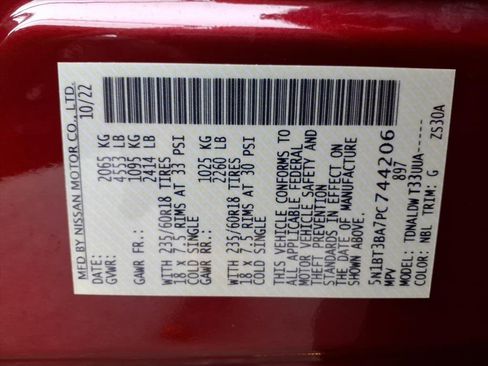 MFD BY NISSAN MOTOR CO., LTD.
DATE: 10/22
GVWR: 2065 KG
4553 LB
GAWR FR: 1095 KG
2414 LB
WITH 235/60R18 TIRES
18 X 7.5 RIMS AT 33 PSI
COLD SINGLE
GAWR RR: 1025 KG
2260 LB
WITH 235/60R18 TIRES
18 X 7.5 RIMS AT 30 PSI
COLD SINGLE
THIS VEHICLE CONFORMS TO
ALL APPLICABLE FEDERAL
MOTOR VEHICLE SAFETY AND
THEFT PREVENTION
STANDARDS IN EFFECT ON
THE DATE OF MANUFACTURE
SHOWN ABOVE.
5N1BT3BA7PC744206
MPV 897
MODEL: TDNALDW T33UUA------
COLOR: NBL TRIM: G ZS30A